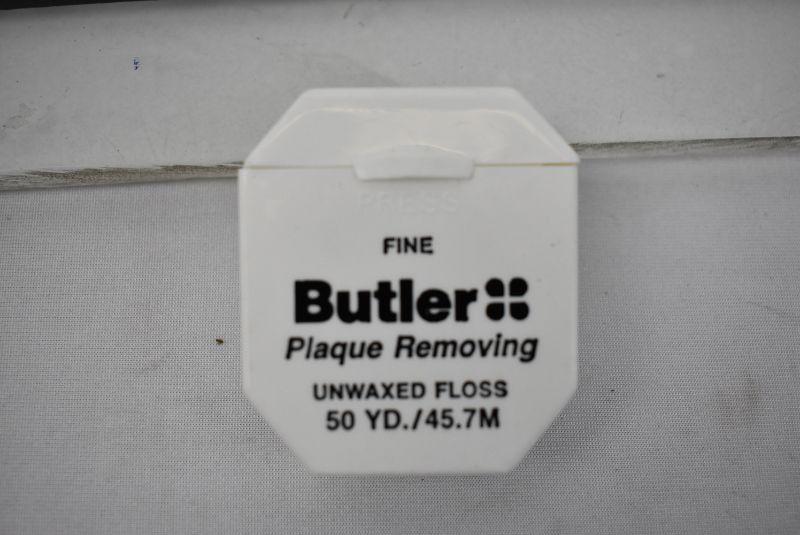 PRESS
FINE
Butler
Plaque Removing
UNWAXED FLOSS
50 YD./45.7M